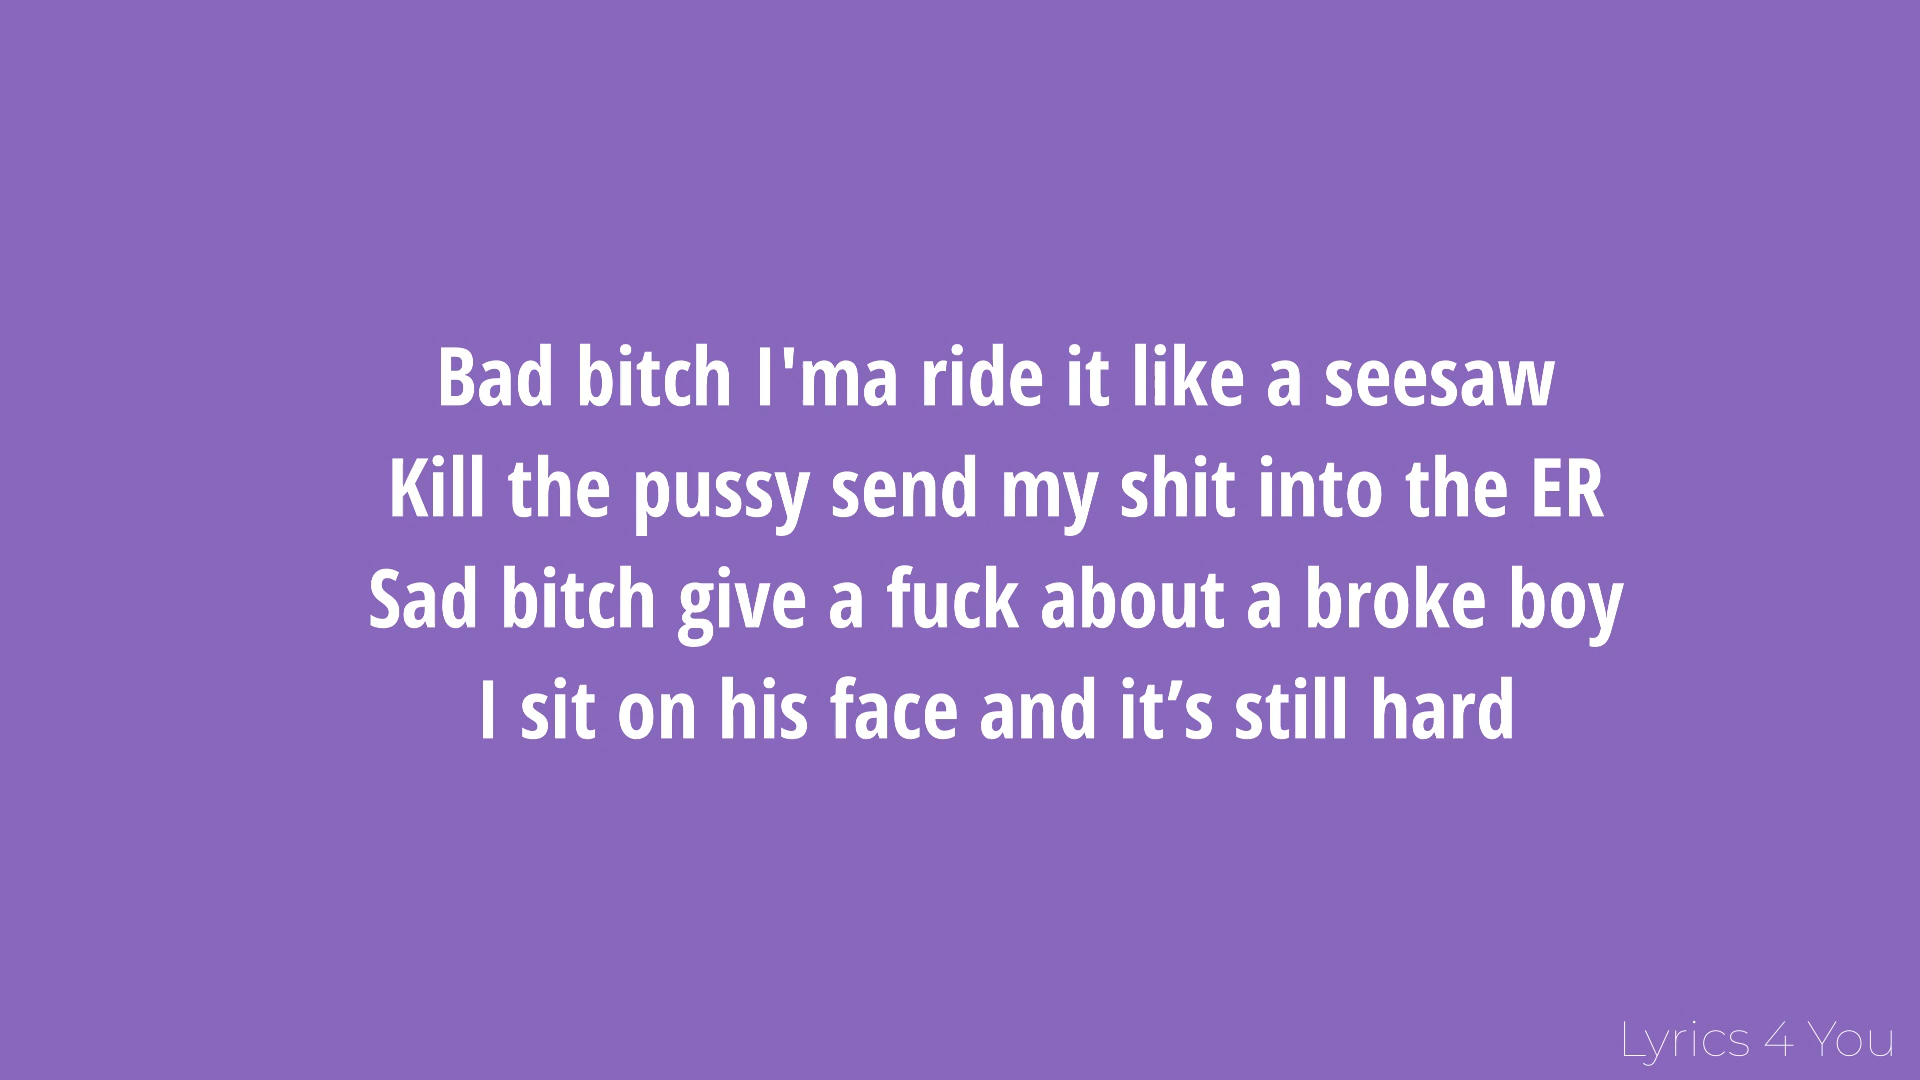 Bad bitch I'ma ride it like a seesaw
Kill the pussy send my shit into the ER
Sad bitch give a fuck about a broke boy
I sit on his face and it’s still hard
Lyrics 4 You